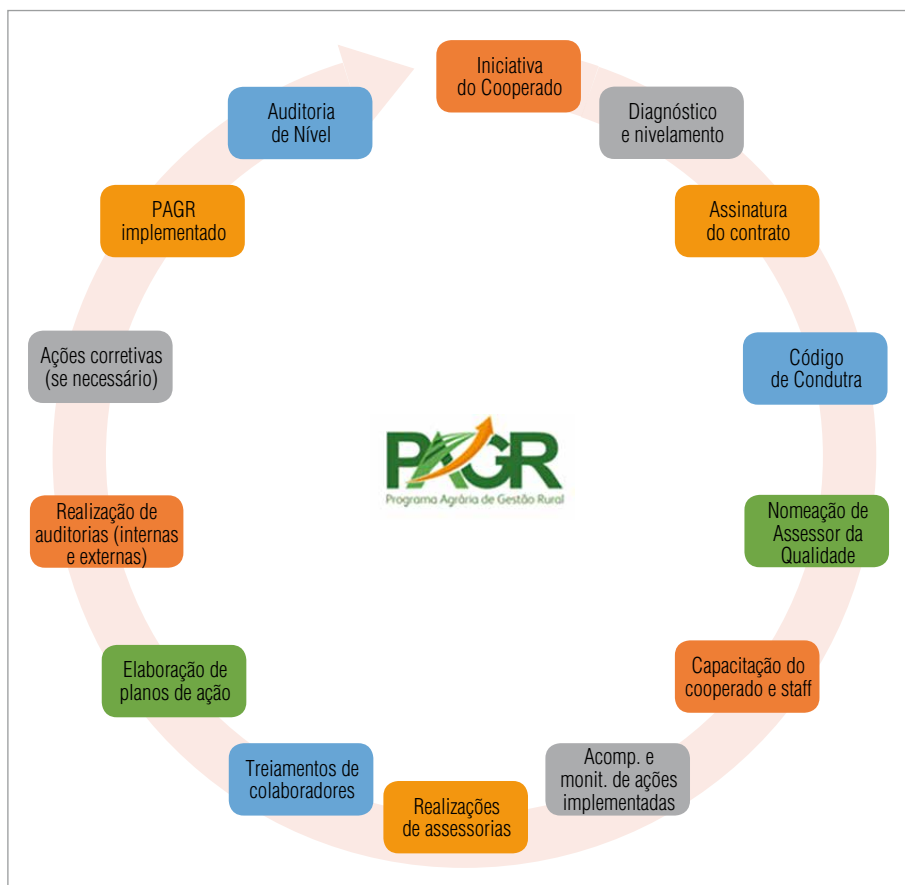 Iniciativa
do Cooperado
Diagnóstico
e nivelamento
Assinatura
do contrato
Código
de Condutra
Nomeação de
Assessor da
Qualidade
Capacitação do
cooperado e staff
Acomp. e
monit. de ações
implementadas
Realizações
de assessorias
Treiamentos de
colaboradores
Elaboração de
planos de ação
Realização de
auditorias (internas
e externas)
Ações corretivas
(se necessário)
PAGR
implementado
Auditoria
de Nível
PAGR
Programa Agrária de Gestão Rural